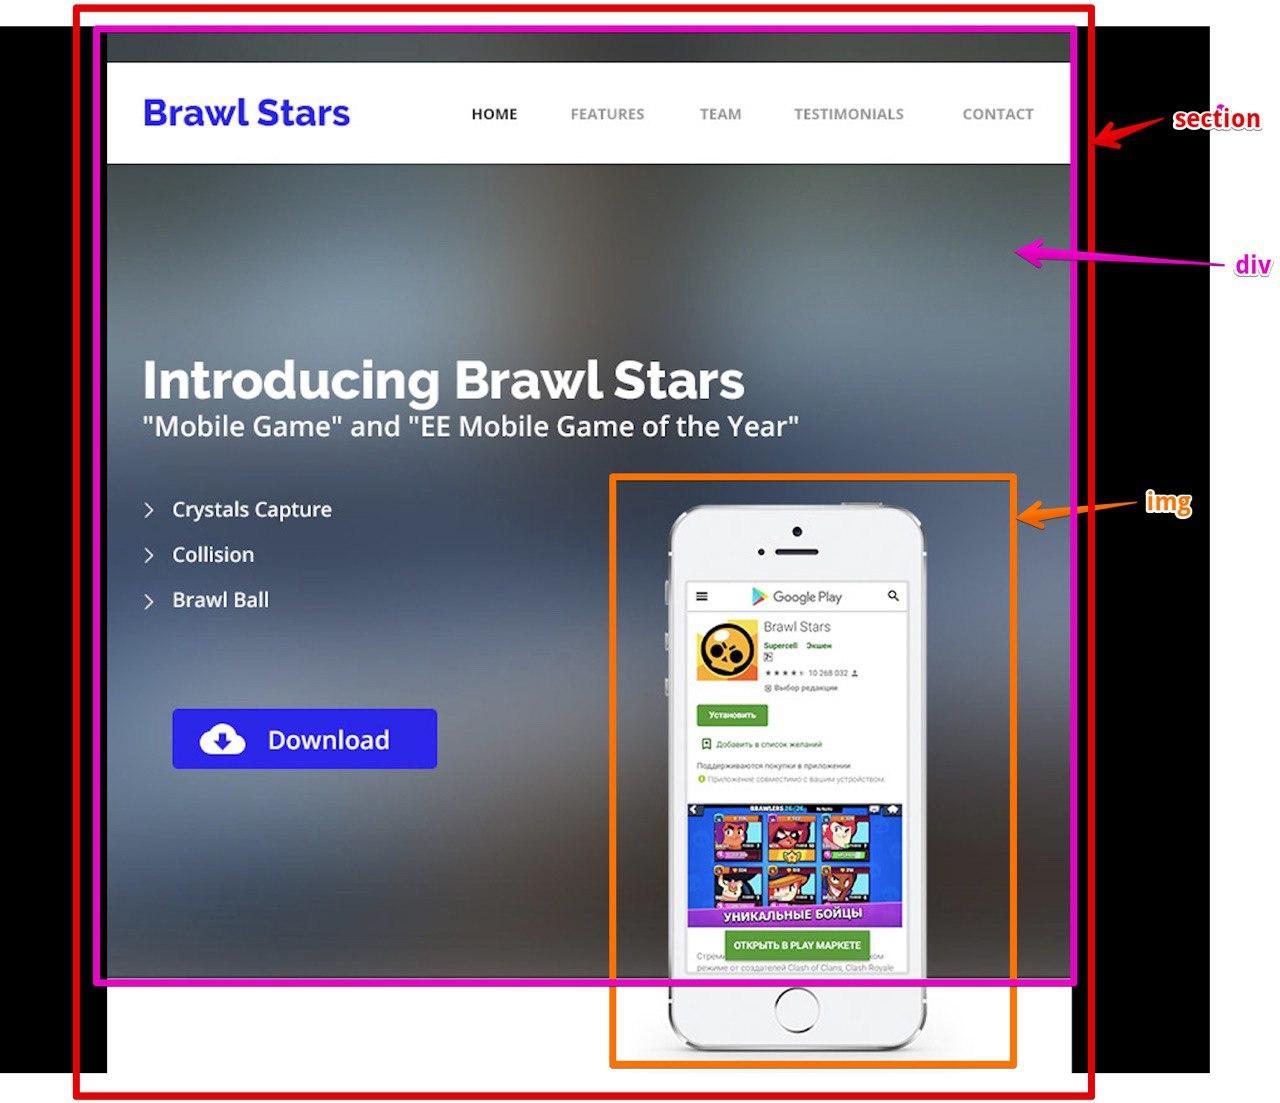 Brawl Stars
HOME FEATURES TEAM TESTIMONIALS CONTACT
section
div
Introducing Brawl Stars
"Mobile Game" and "EE Mobile Game of the Year"
img
Crystals Capture
Collision
Brawl Ball
Download
Google Play
Brawl Stars
Supercell Экшен
10 268 032
Выбор редакции
Установить
Добавить в список желаний
Поддерживаются покупки в приложении
Приложение совместимо с вашим устройством.
BRAWLERS 26/26
УНИКАЛЬНЫЕ БОЙЦЫ
ОТКРЫТЬ В PLAY МАРКЕТЕ
режиме от создателей Clash of Clans, Clash Royale